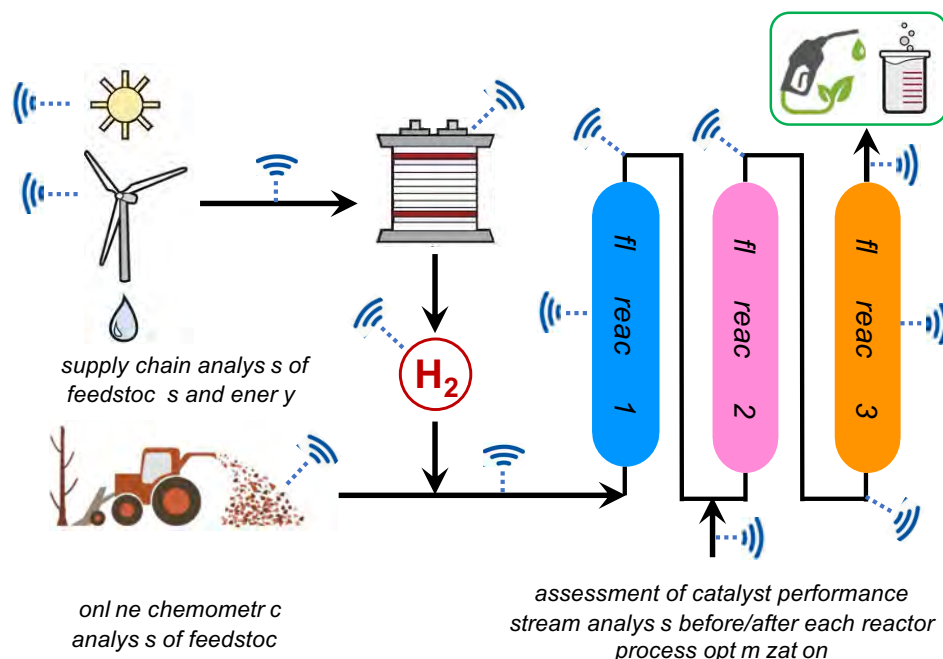 supply chain analys s of
feedstoc s and ener y
H2
fl reac 1
fl reac 2
fl reac 3
onl ne chemometr c
analys s of feedstoc
assessment of catalyst performance
stream analys s before/after each reactor
process opt m zat on